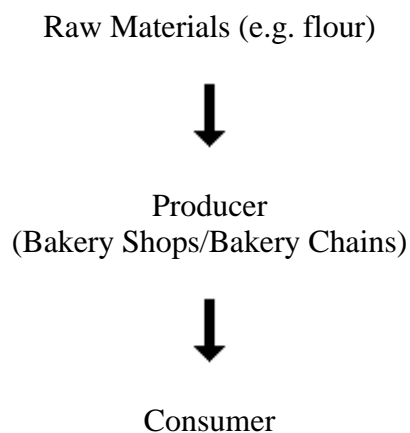 Raw Materials (e.g. flour)
Producer
(Bakery Shops/Bakery Chains)
Consumer